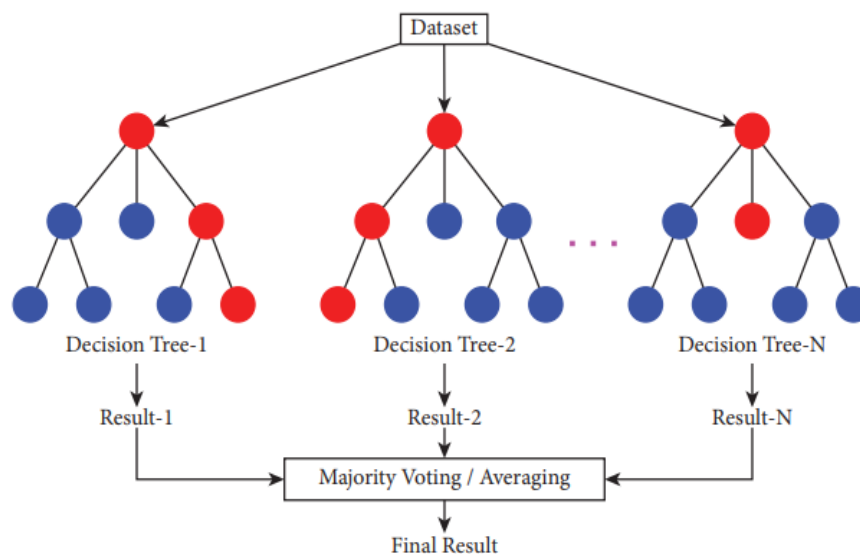 Dataset
Decision Tree-1
Decision Tree-2
Decision Tree-N
Result-1
Result-2
Result-N
Majority Voting / Averaging
Final Result